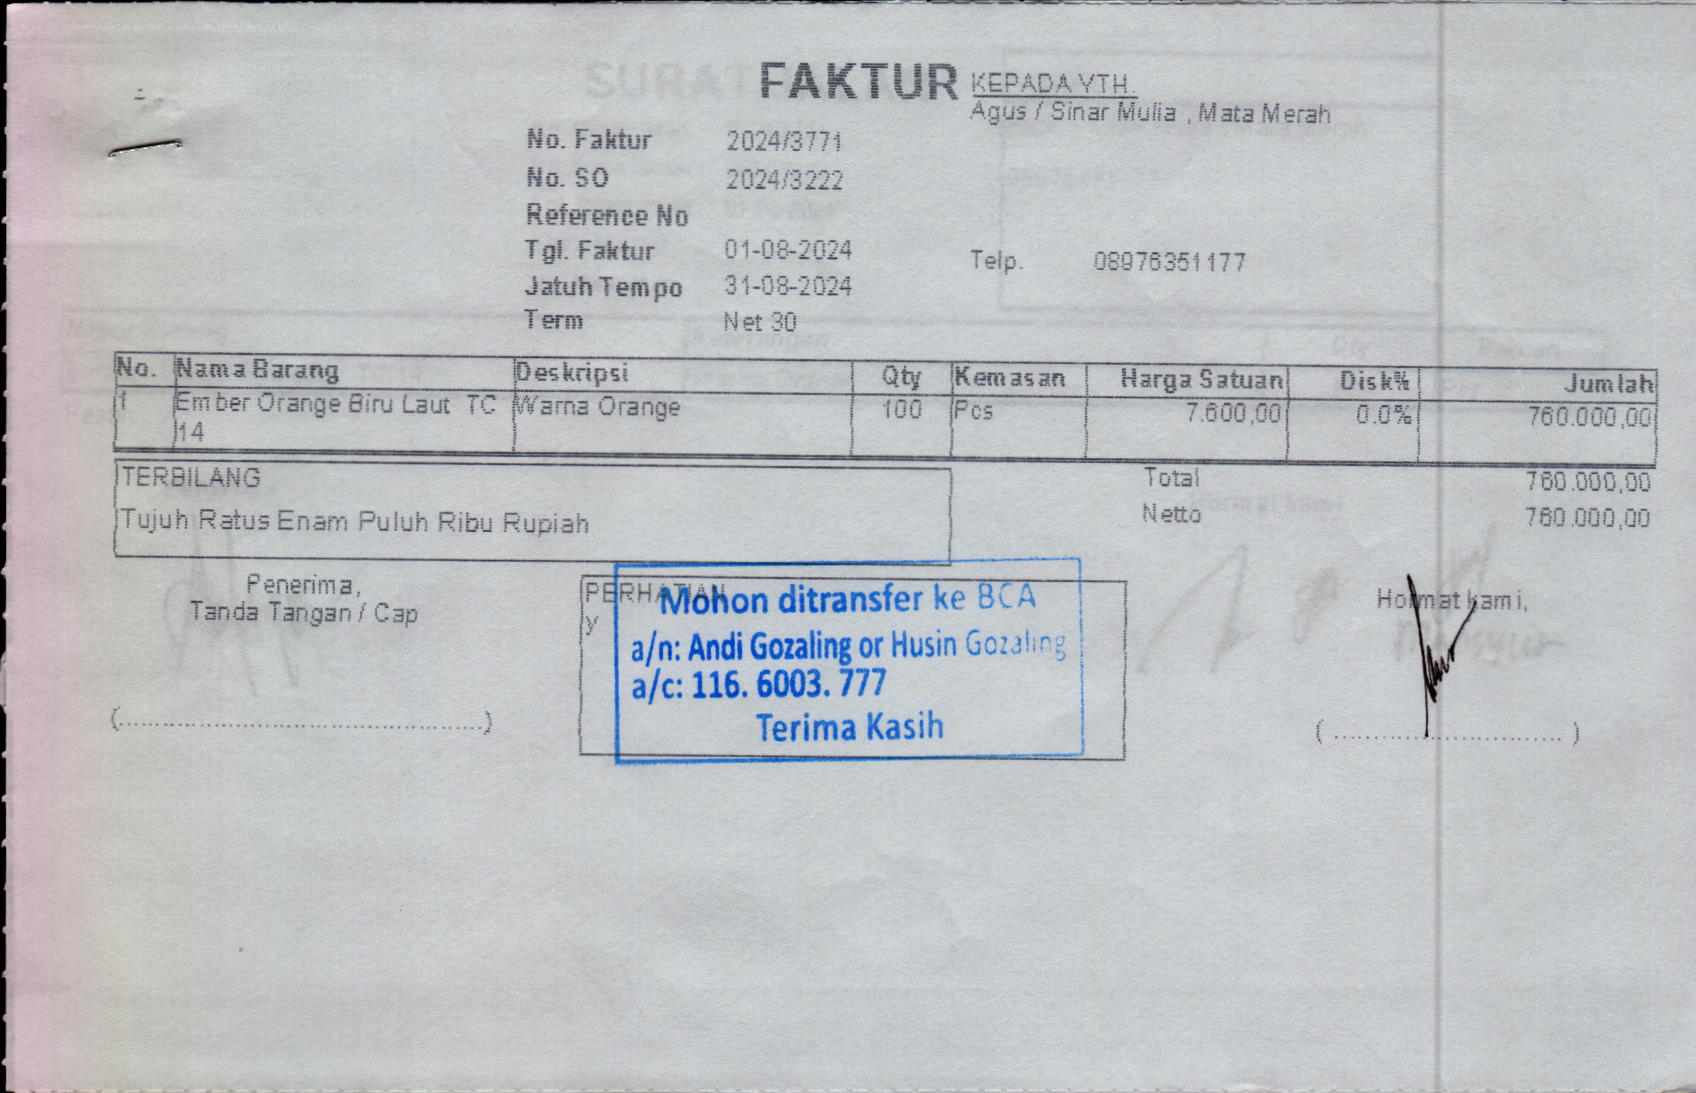 FAKTUR
KEPADA YTH.
Agus / Sinar Mulia , Mata Merah
No. Faktur 2024/3771
No. SO 2024/3222
Reference No
Tgl. Faktur 01-08-2024
Telp. 08976351177
Jatuh Tempo 31-08-2024
Term Net 30
No. Nama Barang Deskripsi Qty Kemasan Harga Satuan Disk% Jumlah
1 Ember Orange Biru Laut TC Warna Orange 100 Pcs 7.600,00 0.0% 760.000,00
14
TERBILANG
Tujuh Ratus Enam Puluh Ribu Rupiah
Total 760.000,00
Netto 760.000,00
Penerima,
Tanda Tangan / Cap
(........................................................)
PERHATIAN
y
Mohon ditransfer ke BCA
a/n: Andi Gozaling or Husin Gozaling
a/c: 116. 6003. 777
Terima Kasih
Hormat kami,
( ................................... )